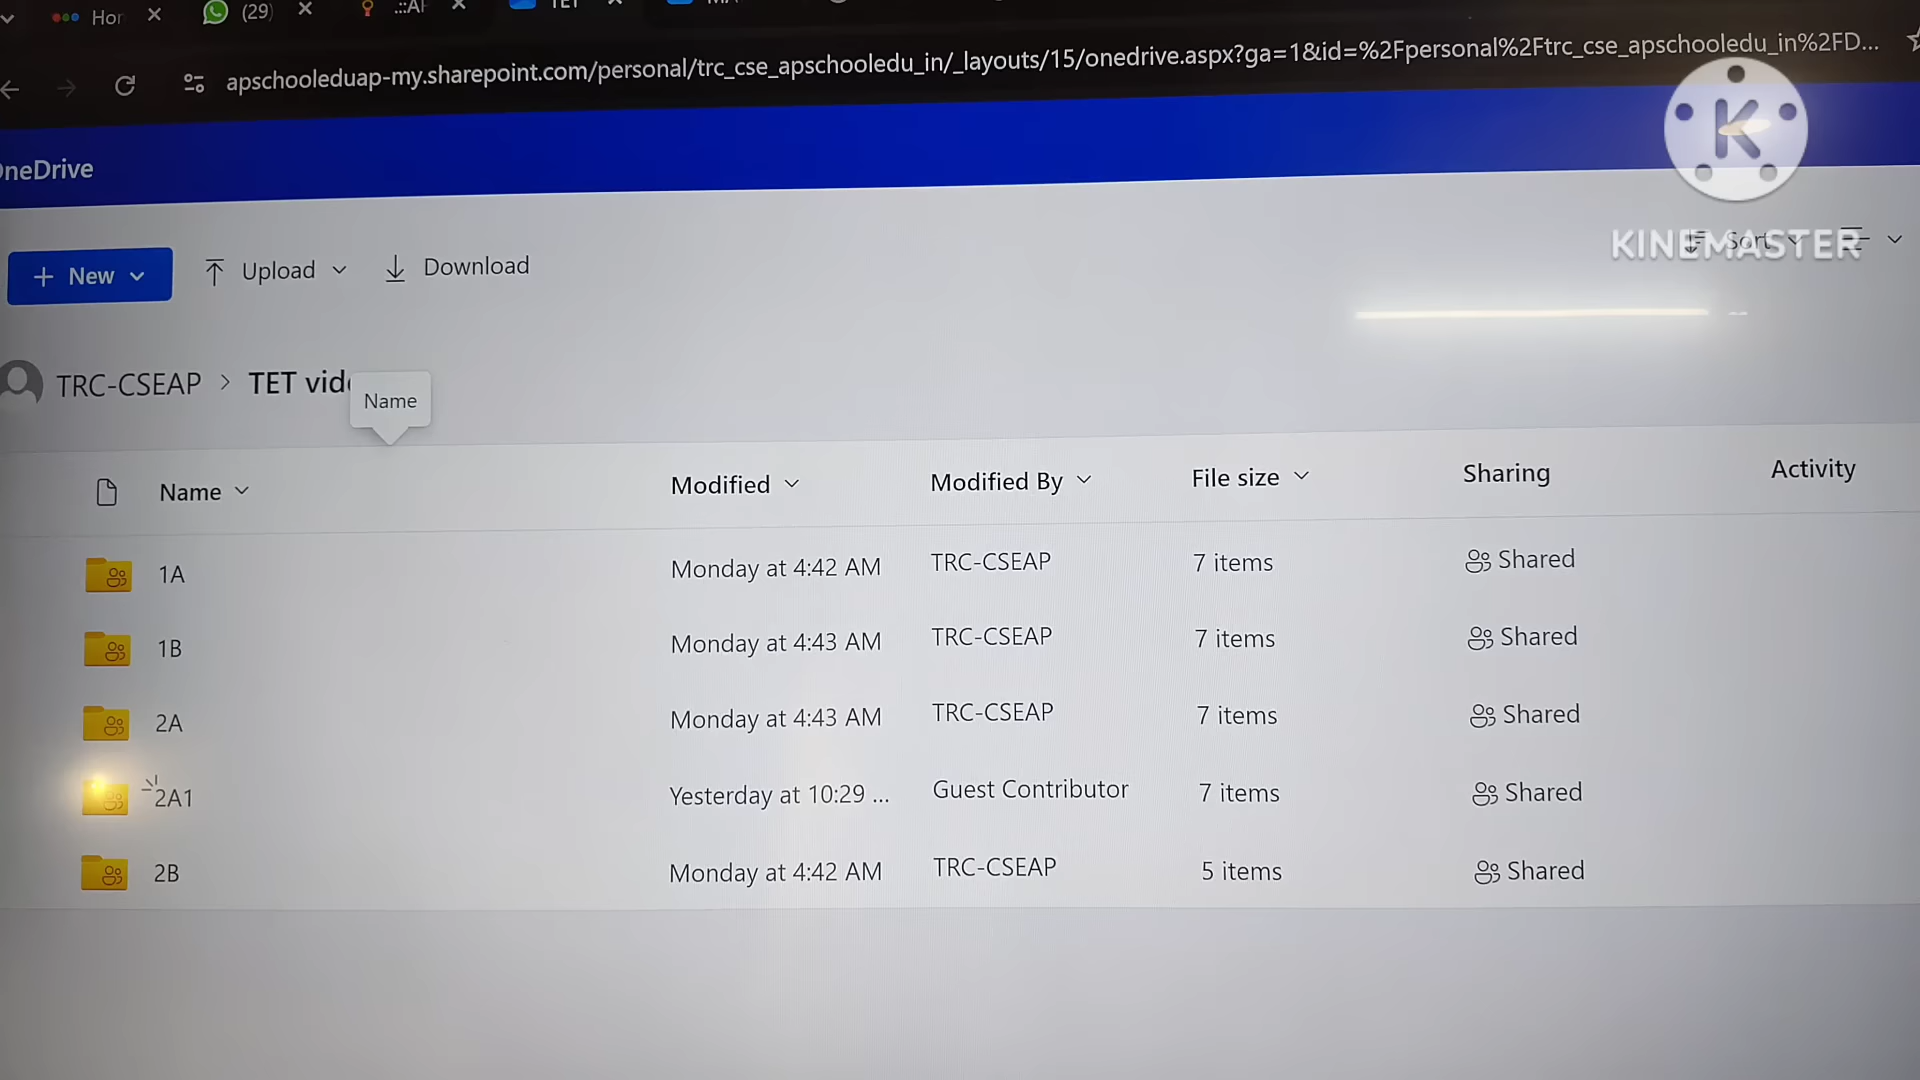 Hor
(29)
apschooleduap-my.sharepoint.com/personal/trc_cse_apschooledu_in/_layouts/15/onedrive.aspx?ga=1&id=%2Fpersonal%2Ftrc_cse_apschooledu_in%2FD...
OneDrive
K
KINEMASTER
Sort
New Upload Download
TRC-CSEAP > TET vid
Name
Name Modified Modified By File size Sharing Activity
1A Monday at 4:42 AM TRC-CSEAP 7 items Shared
1B Monday at 4:43 AM TRC-CSEAP 7 items Shared
2A Monday at 4:43 AM TRC-CSEAP 7 items Shared
2A1 Yesterday at 10:29 ... Guest Contributor 7 items Shared
2B Monday at 4:42 AM TRC-CSEAP 5 items Shared